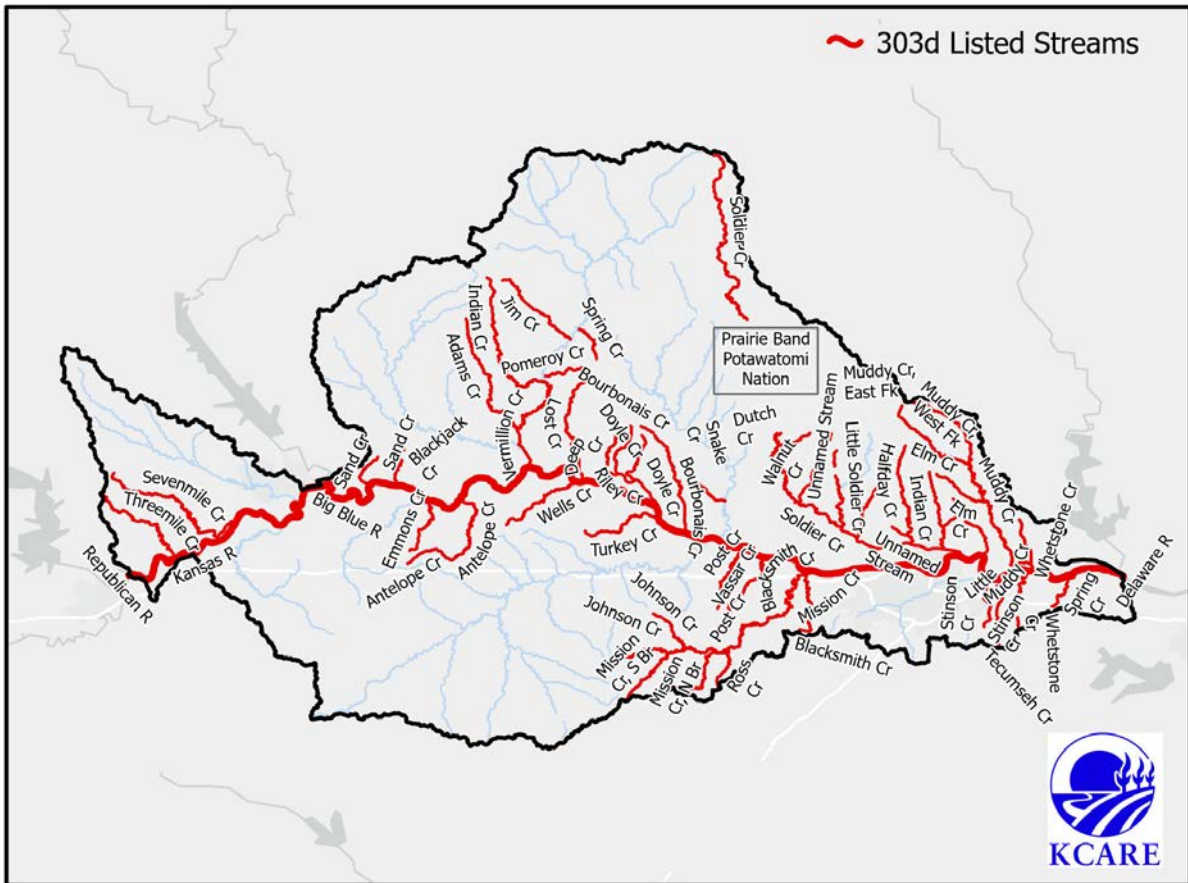 303d Listed Streams
Soldier Cr
Prairie Band
Potawatomi
Nation
Indian Cr
Jim Cr
Spring Cr
Adams Cr
Pomeroy Cr
Bourbonais Cr
Muddy Cr,
East Fk
Muddy Cr,
West Fk
Vermillion Cr
Lost Cr
Doyle Cr
Snake
Cr
Dutch
Cr
Walnut
Cr
Unnamed Stream
Little Soldier Cr
Halfday Cr
Elm Cr
Indian Cr
Elm
Cr
Muddy Cr
Sand Cr
Sand Cr
Blackjack
Cr
Deep
Cr
Riley Cr
Doyle Cr
Bourbonais Cr
Sevenmile Cr
Threemile Cr
Big Blue R
Emmons Cr
Antelope Cr
Antelope Cr
Wells Cr
Turkey Cr
Republican R
Kansas R
Post Cr
Vassar Cr
Post Cr
Blacksmith
Cr
Soldier Cr
Unnamed
Stream
Mission Cr
Stinson
Cr
Little
Muddy Cr
Stinson
Cr
Whetstone Cr
Spring
Cr
Delaware R
Whetstone
Cr
Tecumseh Cr
Johnson Cr
Johnson Cr
Mission
Cr, S Br
Mission
Cr, N Br
Ross
Cr
Blacksmith Cr
KCARE